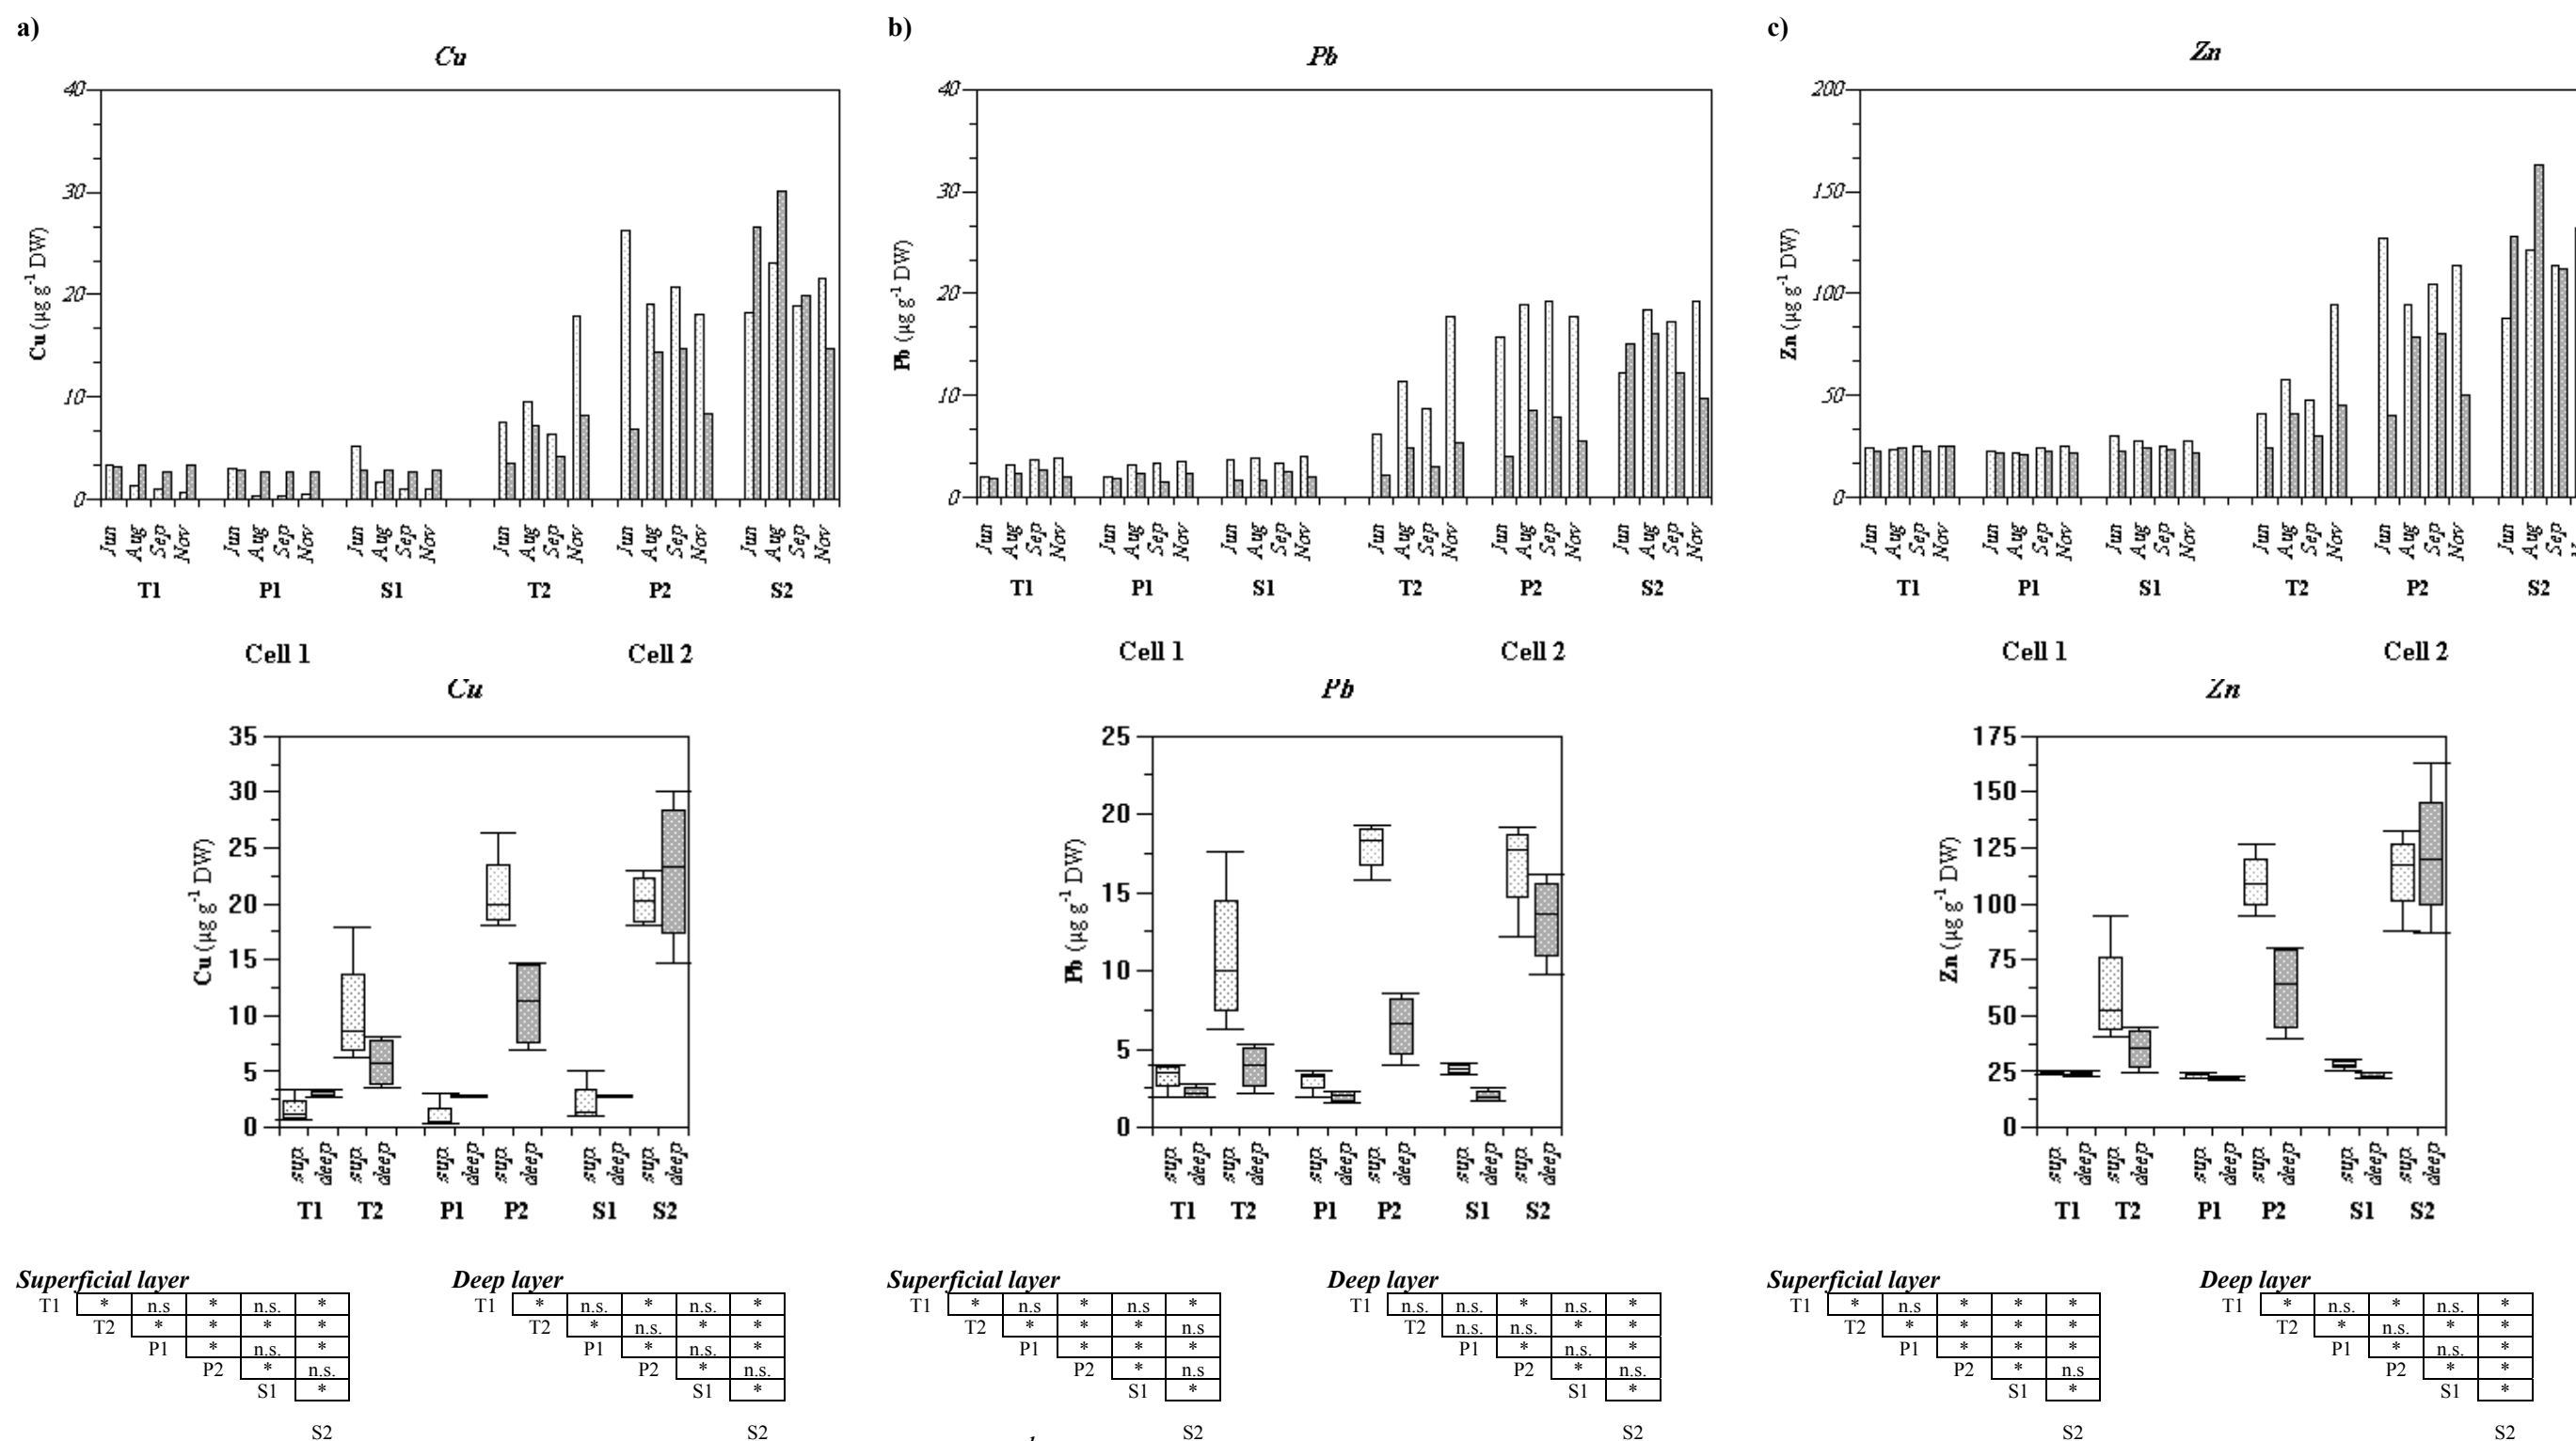 a)
Cu
40
30
20
10
0
Cu (µg g-1 DW)
Jun Aug Sep Nov Jun Aug Sep Nov Jun Aug Sep Nov Jun Aug Sep Nov Jun Aug Sep Nov Jun Aug Sep Nov
T1 P1 S1 T2 P2 S2
Cell 1 Cell 2
Cu
35
30
25
20
15
10
5
0
Cu (µg g-1 DW)
sup. deep sup. deep sup. deep sup. deep sup. deep sup. deep
T1 T2 P1 P2 S1 S2
Superficial layer
T1 * n.s * n.s. *
T2 * * * *
P1 * n.s. *
P2 * n.s.
S1 *
S2
Deep layer
T1 * n.s. * n.s. *
T2 * n.s. * *
P1 * n.s. *
P2 * n.s.
S1 *
S2
b)
Pb
40
30
20
10
0
Pb (µg g-1 DW)
Jun Aug Sep Nov Jun Aug Sep Nov Jun Aug Sep Nov Jun Aug Sep Nov Jun Aug Sep Nov Jun Aug Sep Nov
T1 P1 S1 T2 P2 S2
Cell 1 Cell 2
Pb
25
20
15
10
5
0
Pb (µg g-1 DW)
sup. deep sup. deep sup. deep sup. deep sup. deep sup. deep
T1 T2 P1 P2 S1 S2
Superficial layer
T1 * n.s * n.s *
T2 * * * n.s
P1 * * *
P2 * n.s
S1 *
S2
Deep layer
T1 n.s. n.s. * n.s. *
T2 n.s. n.s. * *
P1 * n.s. *
P2 * n.s.
S1 *
S2
c)
Zn
200
150
100
50
0
Zn (µg g-1 DW)
Jun Aug Sep Nov Jun Aug Sep Nov Jun Aug Sep Nov Jun Aug Sep Nov Jun Aug Sep Nov Jun Aug Sep
T1 P1 S1 T2 P2 S2
Cell 1 Cell 2
Zn
175
150
125
100
75
50
25
0
Zn (µg g-1 DW)
sup. deep sup. deep sup. deep sup. deep sup. deep sup. deep
T1 T2 P1 P2 S1 S2
Superficial layer
T1 * n.s * * *
T2 * * * *
P1 * * *
P2 * n.s
S1 *
S2
Deep layer
T1 * n.s. * n.s. *
T2 * n.s. * *
P1 * n.s. *
P2 * *
S1 *
S2